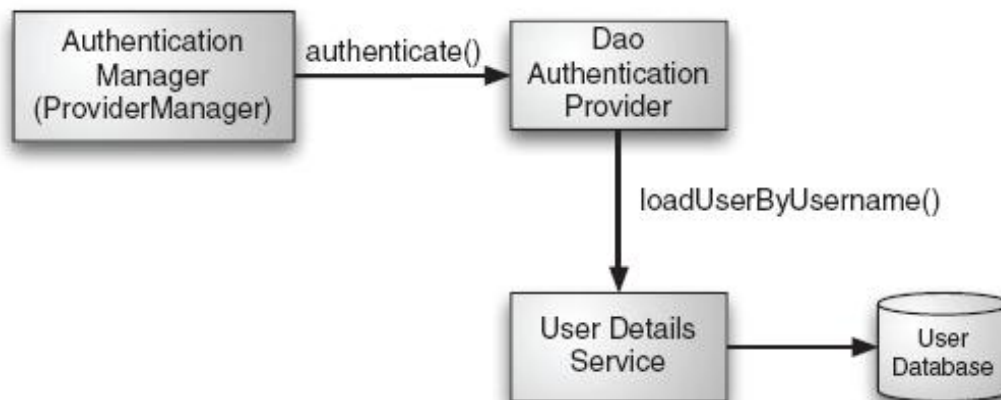 Authentication
Manager
(ProviderManager)
authenticate()
Dao
Authentication
Provider
loadUserByUsername()
User Details
Service
User
Database